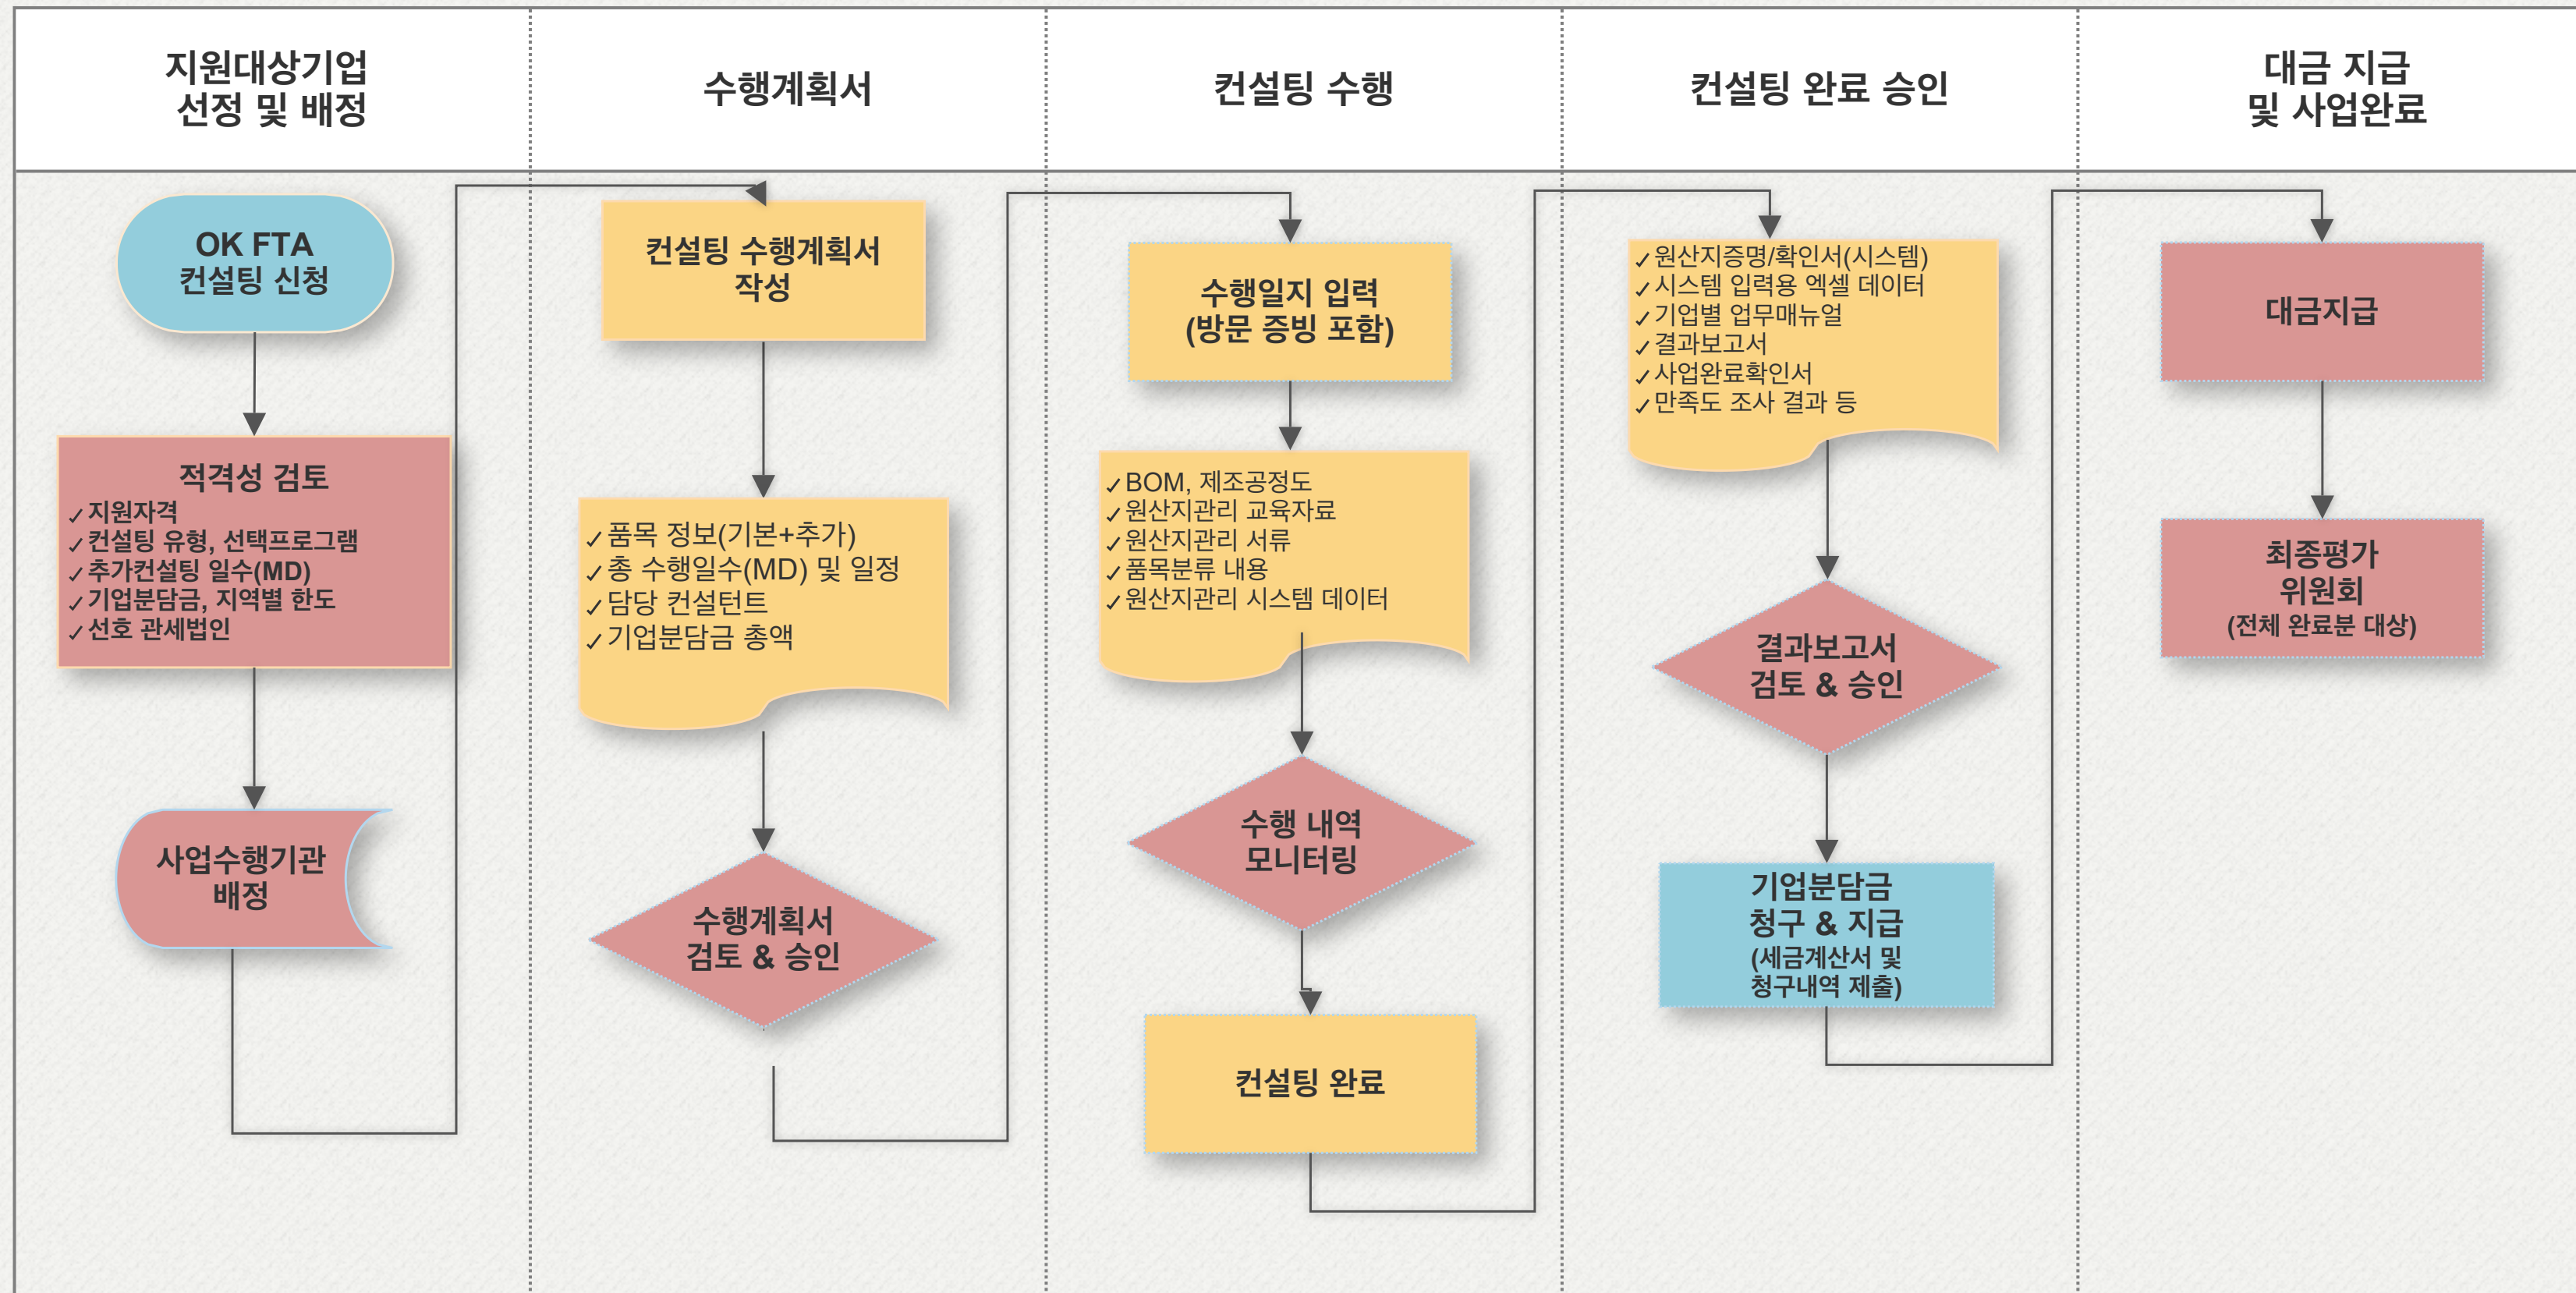 지원대상기업
선정 및 배정
수행계획서
컨설팅 수행
컨설팅 완료 승인
대금 지급
및 사업완료
OK FTA
컨설팅 신청
적격성 검토
✓지원자격
✓컨설팅 유형, 선택프로그램
✓추가컨설팅 일수(MD)
✓기업분담금, 지역별 한도
✓선호 관세법인
사업수행기관
배정
컨설팅 수행계획서
작성
✓품목 정보(기본+추가)
✓총 수행일수(MD) 및 일정
✓담당 컨설턴트
✓기업분담금 총액
수행계획서
검토 & 승인
수행일지 입력
(방문 증빙 포함)
✓BOM, 제조공정도
✓원산지관리 교육자료
✓원산지관리 서류
✓품목분류 내용
✓원산지관리 시스템 데이터
수행 내역
모니터링
컨설팅 완료
✓원산지증명/확인서(시스템)
✓시스템 입력용 엑셀 데이터
✓기업별 업무매뉴얼
✓결과보고서
✓사업완료확인서
✓만족도 조사 결과 등
결과보고서
검토 & 승인
기업분담금
청구 & 지급
(세금계산서 및
청구내역 제출)
대금지급
최종평가
위원회
(전체 완료분 대상)